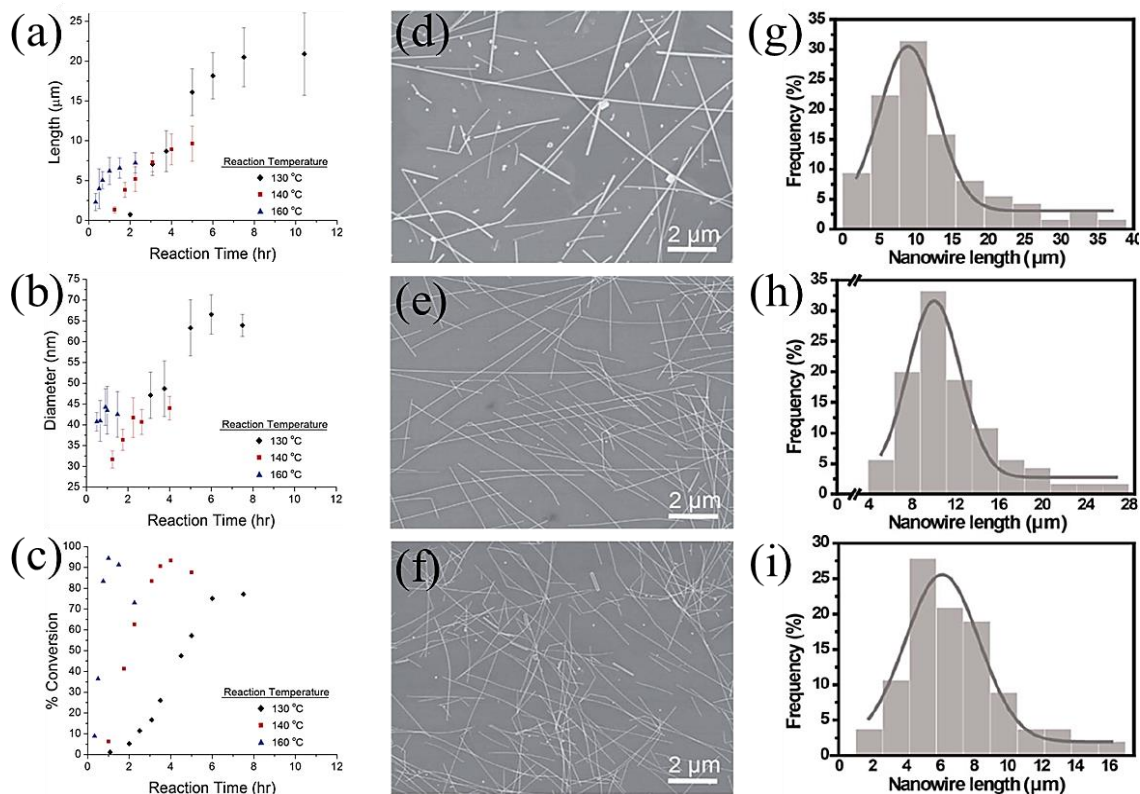 (a)
25
20
15
10
5
0
Length (μm)
0 2 4 6 8 10 12
Reaction Time (hr)
Reaction Temperature
130 °C
140 °C
160 °C
(b)
75
70
65
60
55
50
45
40
35
30
25
Diameter (nm)
0 2 4 6 8 10 12
Reaction Time (hr)
Reaction Temperature
130 °C
140 °C
160 °C
(c)
100
90
80
70
60
50
40
30
20
10
0
% Conversion
0 2 4 6 8 10 12
Reaction Time (hr)
Reaction Temperature
130 °C
140 °C
160 °C
(d)
2 μm
(e)
2 μm
(f)
2 μm
(g)
35
30
25
20
15
10
5
0
Frequency (%)
0 5 10 15 20 25 30 35 40
Nanowire length (μm)
(h)
35
30
25
20
15
10
5
0
Frequency (%)
0 4 8 12 16 20 24 28
Nanowire length (μm)
(i)
30
25
20
15
10
5
0
Frequency (%)
2 4 6 8 10 12 14 16
Nanowire length (μm)